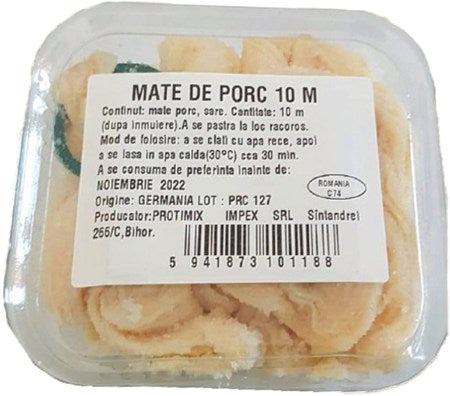 MATE DE PORC 10 M
Continut: mate porc, sare. Cantitate: 10 m
(dupa inmuiere).A se pastra la loc racoros.
Mod de folosire: a se clati cu apa rece, apoi
a se lasa in apa calda(30°C) cca 30 min.
A se consuma de preferinta inainte de:
NOIEMBRIE 2022
ROMANIA
C74
Origine: GERMANIA LOT : PRC 127
Producator:PROTIMIX IMPEX SRL Sintandrei
266/C,Bihor.
5 941873 101188